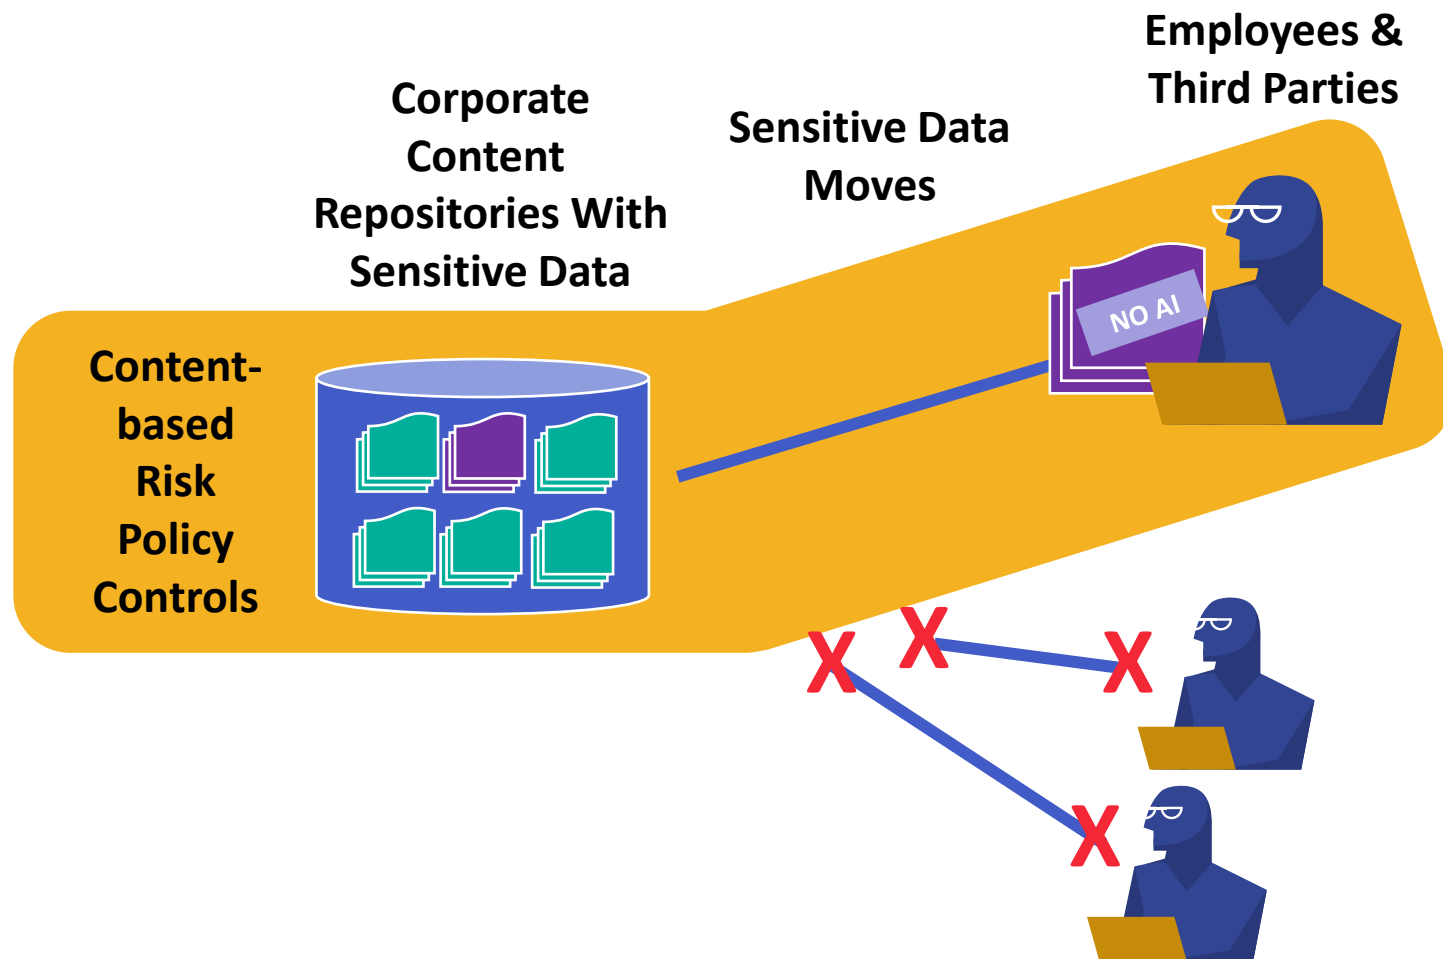 Employees &
Third Parties
Corporate
Content
Repositories With
Sensitive Data
Sensitive Data
Moves
Content-
based
Risk
Policy
Controls
NO AI
X
X
X
X